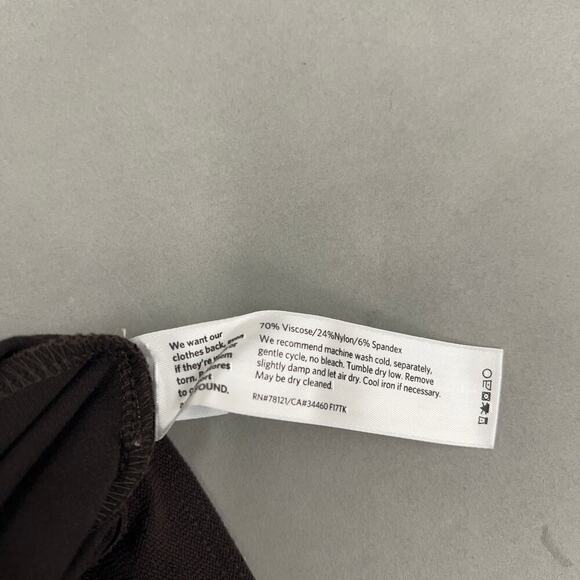 We want our
clothes back. Even
if they're worn
torn.
to
OUND.
70% Viscose/24%Nylon/6% Spandex
We recommend machine wash cold, separately,
gentle cycle, no bleach. Tumble dry low. Remove
slightly damp and let air dry. Cool iron if necessary.
May be dry cleaned.
RN#78121/CA#34460 F17TK